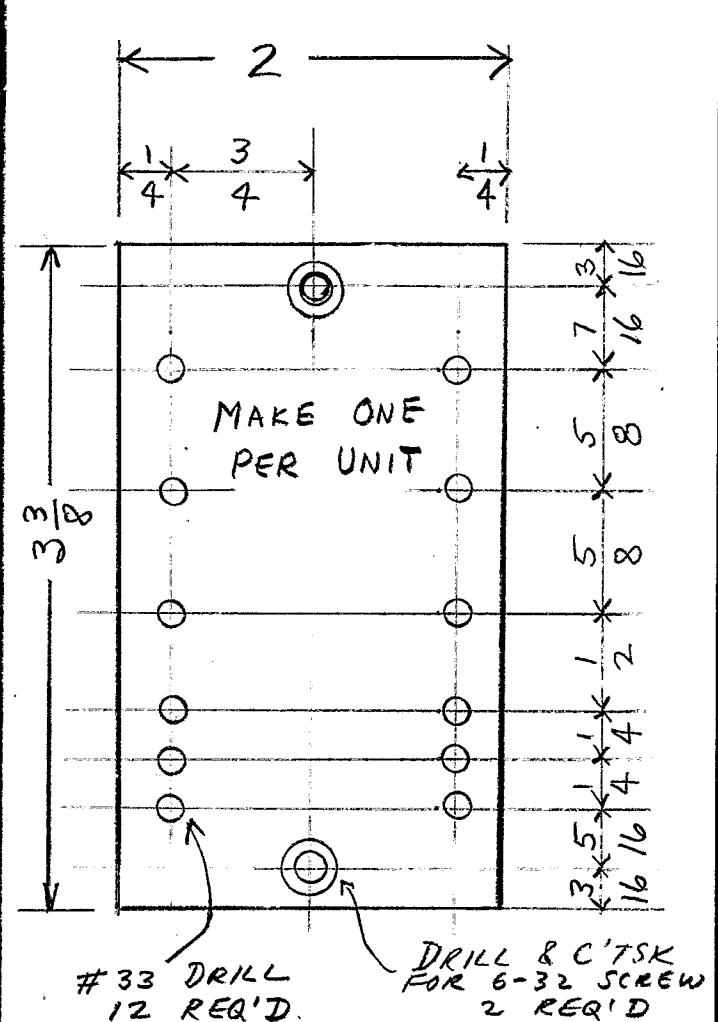 2
1/4
3/4
1/4
3/16
7/16
MAKE ONE
PER UNIT
5/8
3 3/8
5/8
1/2
1/4
1/4
5/16
3/16
#33 DRILL
12 REQ'D.
DRILL & C'TSK
FOR 6-32 SCREW
2 REQ'D